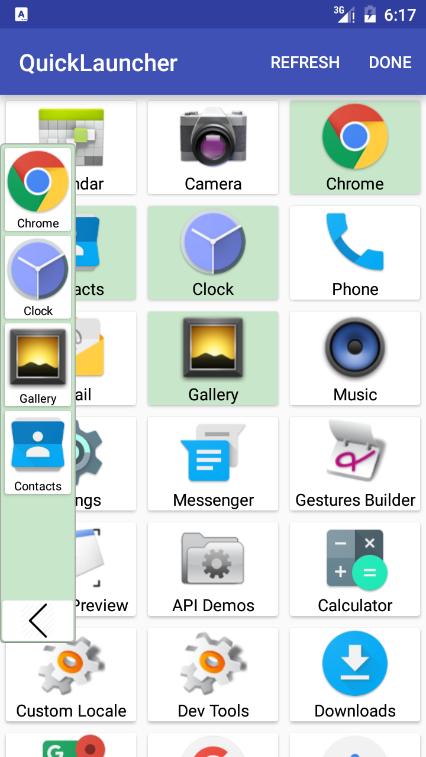 A
3G
6:17
QuickLauncher
REFRESH
DONE
ndar
Camera
Chrome
Chrome
acts
Clock
Phone
Clock
ail
Gallery
Music
Gallery
ngs
Messenger
Gestures Builder
Contacts
Preview
API Demos
Calculator
Custom Locale
Dev Tools
Downloads
G